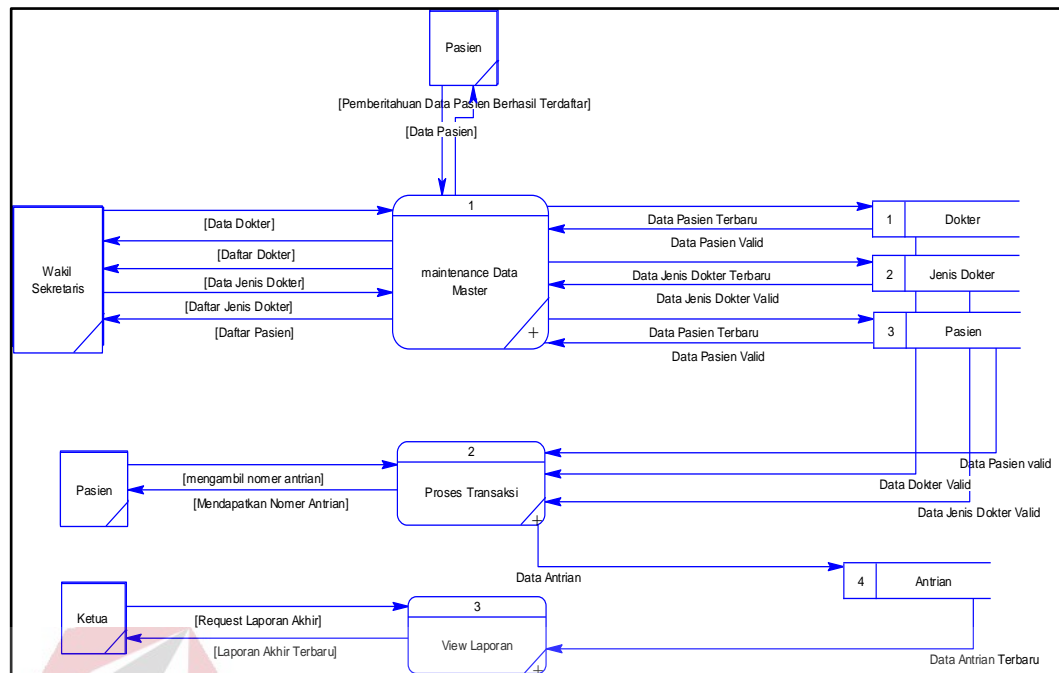 Pasien
[Pemberitahuan Data Pasien Berhasil Terdaftar]
[Data Pasien]
Wakil
Sekretaris
[Data Dokter]
[Daftar Dokter]
[Data Jenis Dokter]
[Daftar Jenis Dokter]
[Daftar Pasien]
1
maintenance Data
Master
+
Data Pasien Terbaru
Data Pasien Valid
Data Jenis Dokter Terbaru
Data Jenis Dokter Valid
Data Pasien Terbaru
Data Pasien Valid
1 Dokter
2 Jenis Dokter
3 Pasien
Pasien
[mengambil nomer antrian]
[Mendapatkan Nomer Antrian]
2
Proses Transaksi
+
Data Pasien valid
Data Dokter Valid
Data Jenis Dokter Valid
Data Antrian
4 Antrian
Ketua
[Request Laporan Akhir]
[Laporan Akhir Terbaru]
3
View Laporan
+
Data Antrian Terbaru